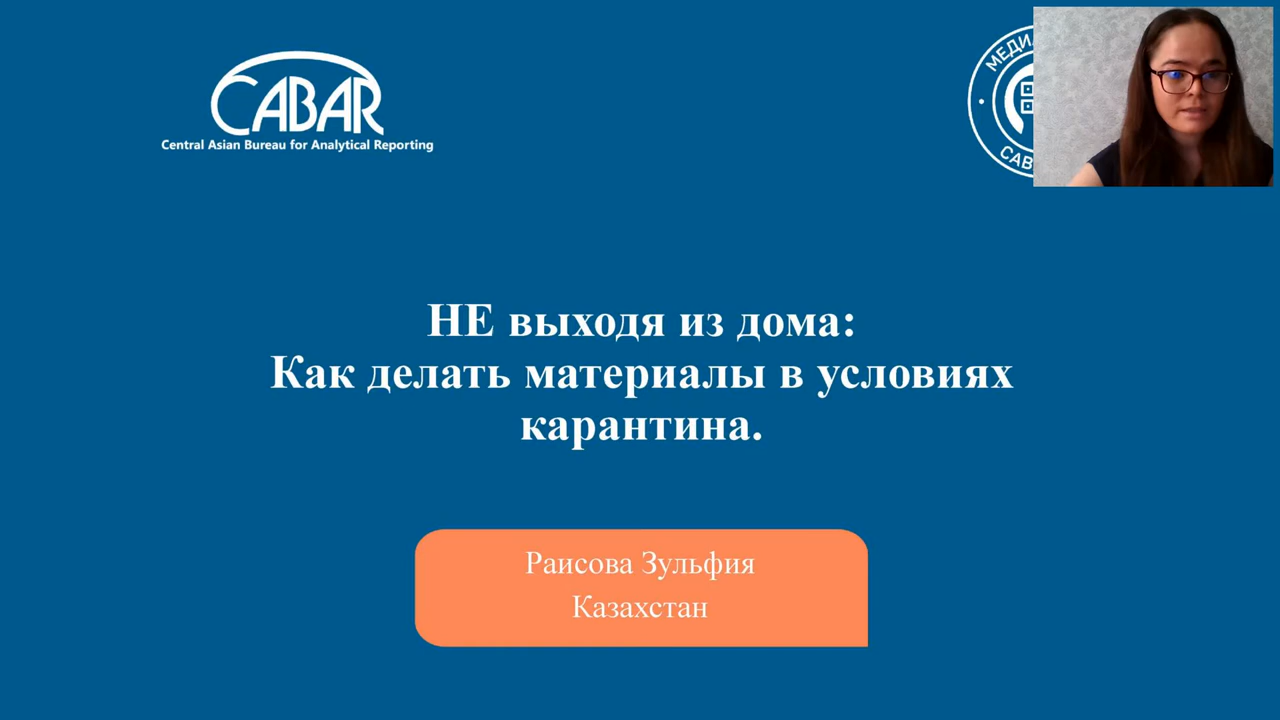 CABAR
Central Asian Bureau for Analytical Reporting
НЕ выходя из дома:
Как делать материалы в условиях
карантина.
Раисова Зульфия
Казахстан